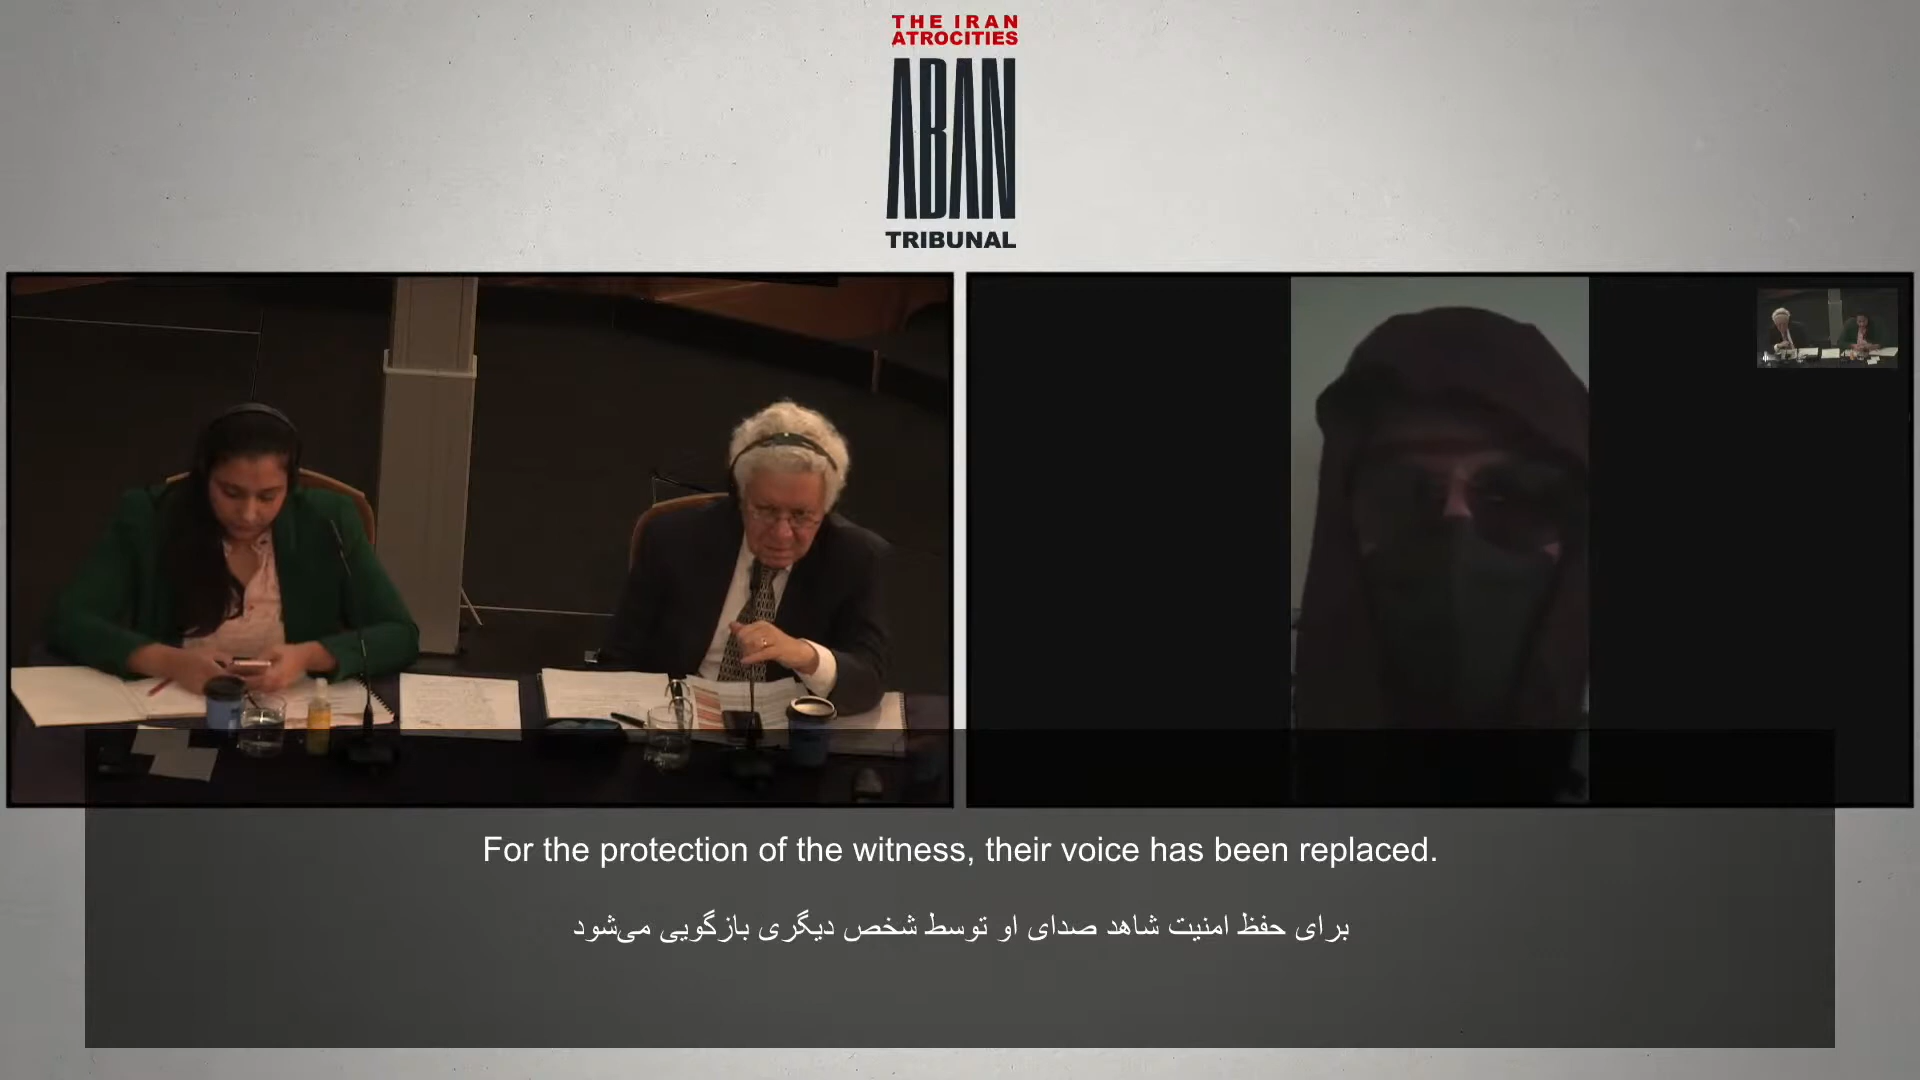 THE IRAN
ATROCITIES
ABAN
TRIBUNAL
For the protection of the witness, their voice has been replaced.
برای حفظ امنیت شاهد صدای او توسط شخص دیگری بازگویی می‌شود